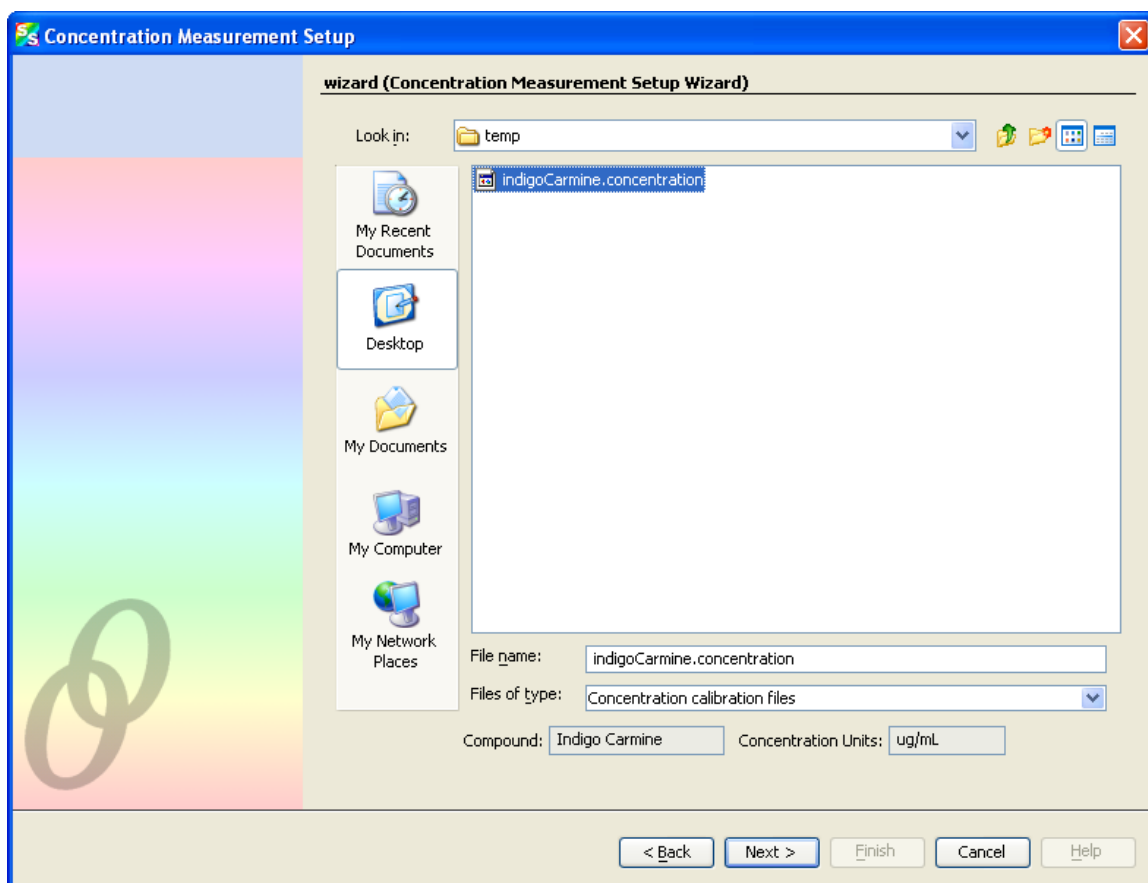 Concentration Measurement Setup
wizard (Concentration Measurement Setup Wizard)
Look in: temp
indigoCarmine.concentration
My Recent
Documents
Desktop
My Documents
My Computer
My Network
Places
File name: indigoCarmine.concentration
Files of type: Concentration calibration files
Compound: Indigo Carmine Concentration Units: ug/mL
< Back Next > Finish Cancel Help